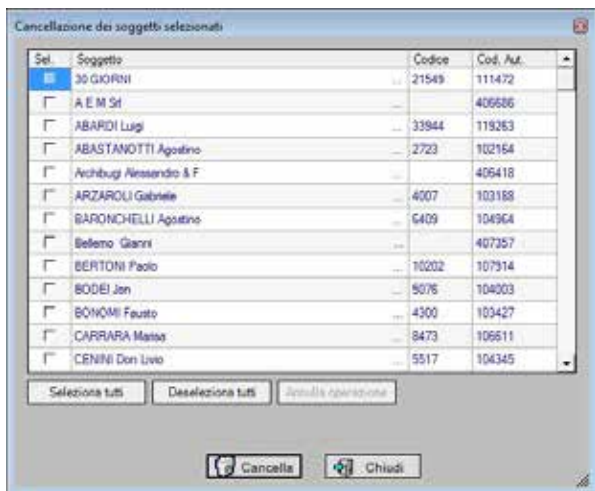 Cancellazione dei soggetti selezionati
Sel. Soggetto Codice Cod. Aut.
30 GIORNI ... 21549 111472
A E M Srl ... 406686
ABARDI Luigi ... 33944 119263
ABASTANOTTI Agostino ... 2723 102164
Archibugi Alessandro & F ... 406418
ARZAROLI Gabriele ... 4007 103188
BARONCHELLI Agostino ... 6409 104964
Bellemo Gianni ... 407357
BERTONI Paolo ... 10202 107914
BODEI Jon ... 5076 104003
BONOMI Fausto ... 4300 103427
CARRARA Marisa ... 8473 106611
CENINI Don Livio ... 5517 104345
Seleziona tutti Deseleziona tutti Annulla operazione
Cancella Chiudi